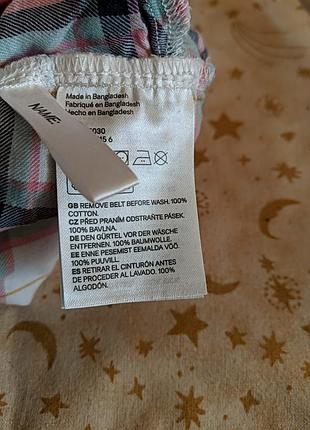 NAME:
Made in Bangladesh
Fabriqué en Bangladesh
Hecho en Bangladesh
GB REMOVE BELT BEFORE WASH. 100%
COTTON.
CZ PŘED PRANÍM ODSTRAŇTE PÁSEK.
100% BAVLNA.
DE DEN GÜRTEL VOR DER WÄSCHE
ENTFERNEN. 100% BAUMWOLLE
EE ENNE PESEMIST EEMALDA VÖÖ.
100% PUUVILL.
ES RETIRAR EL CINTURÓN ANTES
DE PROCEDER AL LAVADO. 100%
ALGODÓN.